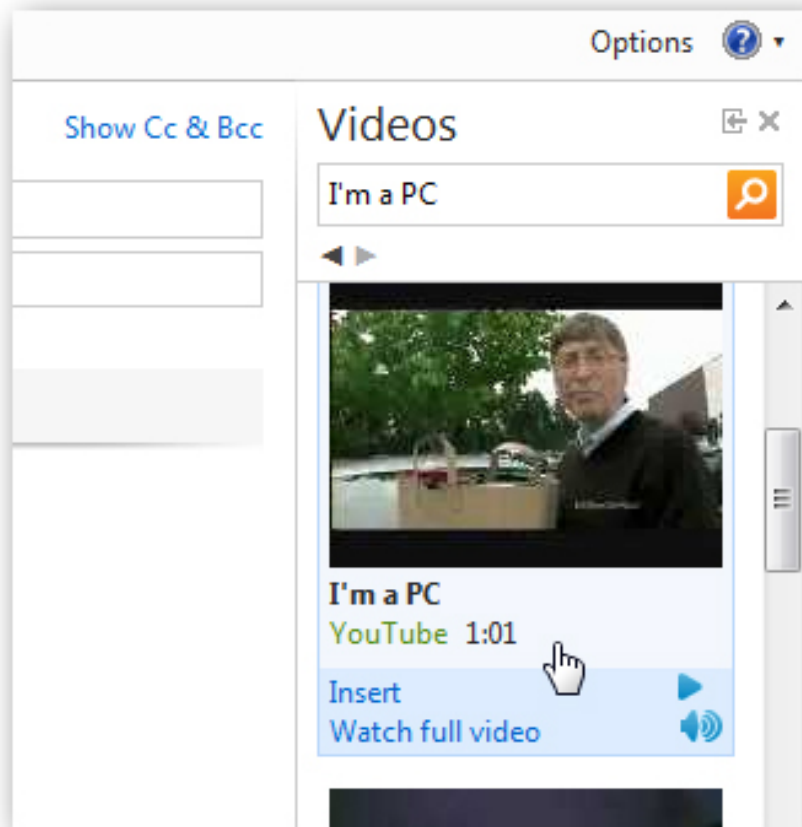 Options
Show Cc & Bcc
Videos
I'm a PC
I'm a PC
YouTube 1:01
Insert
Watch full video